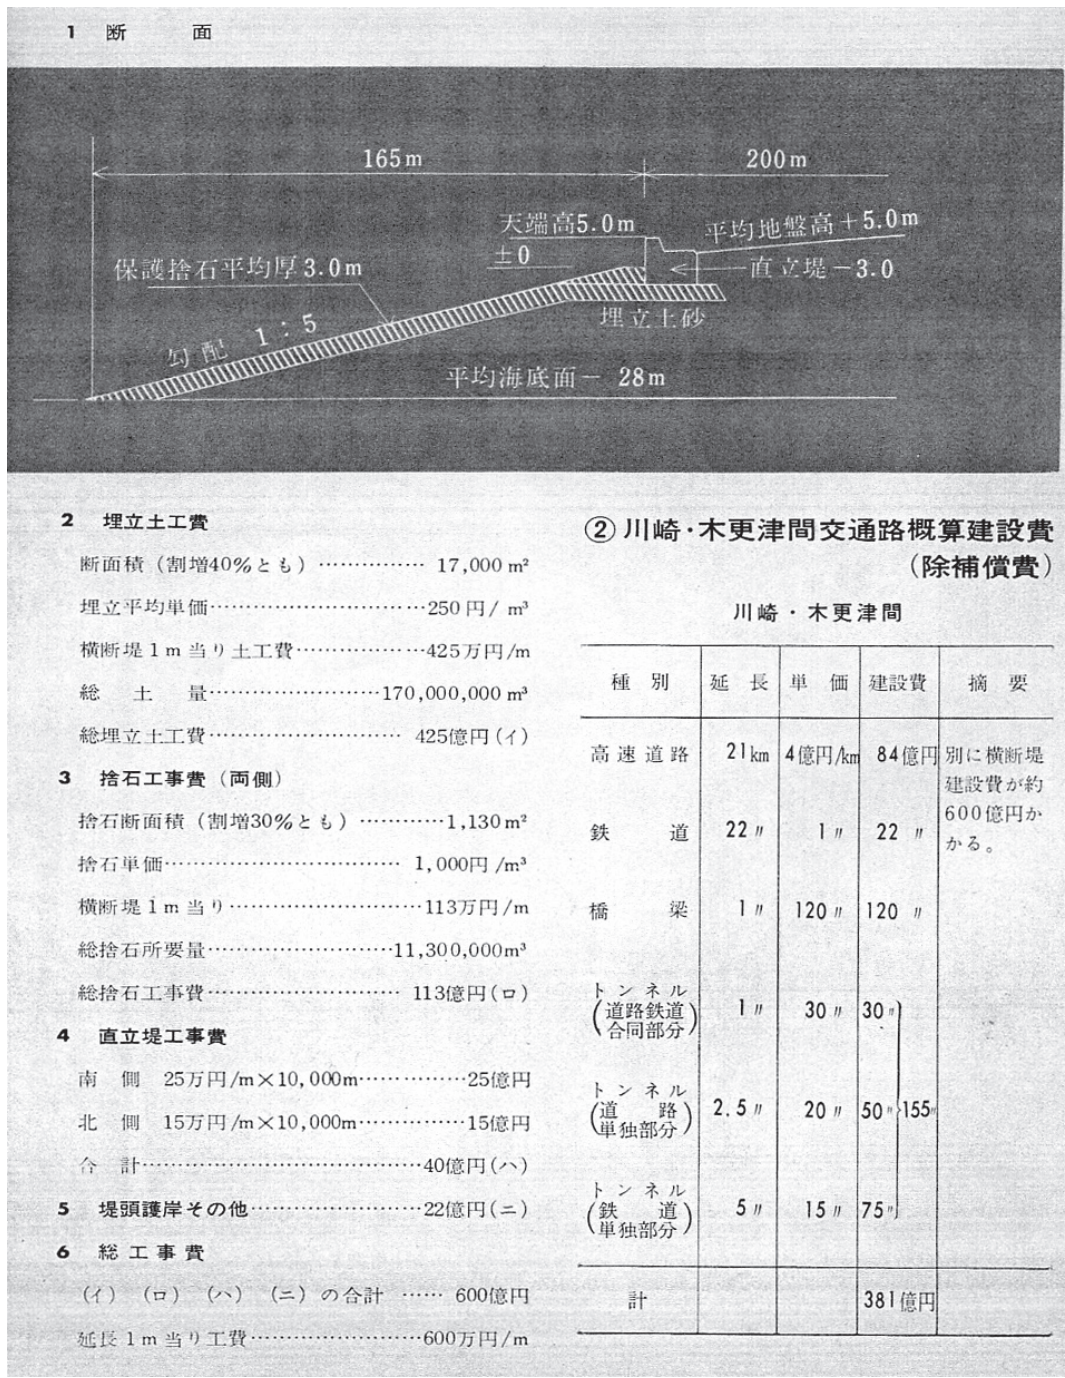 1 断 面
165m
200m
天端高5.0m
平均地盤高+5.0m
±0
保護捨石平均厚3.0m
直立堤−3.0
埋立土砂
勾配 1:5
平均海底面− 28m
2 埋立土工費
断面積(割増40%とも)…………… 17,000 m²
埋立平均単価…………………………250 円/ m³
横断堤1m当り土工費………………425万円/m
総 土 量……………………170,000,000 m³
総埋立土工費……………………… 425億円(イ)
3 捨石工事費(両側)
捨石断面積(割増30%とも)…………1,130 m²
捨石単価…………………………… 1,000円 /m³
横断堤1m当り………………………113万円/m
総捨石所要量………………………11,300,000m³
総捨石工事費……………………… 113億円(ロ)
4 直立堤工事費
南 側 25万円/m×10,000m……………25億円
北 側 15万円/m×10,000m……………15億円
合 計…………………………………40億円(ハ)
5 堤頭護岸その他……………………22億円(ニ)
6 総工事費
(イ) (ロ) (ハ) (ニ)の合計 …… 600億円
延長1m当り工費……………………600万円/m
②川崎・木更津間交通路概算建設費
(除補償費)
川崎・木更津間
種 別 延 長 単 価 建設費 摘 要
高速道路 21km 4億円/km 84億円 別に横断堤
建設費が約
600億円か
かる。
鉄 道 22〃 1〃 22〃
橋 梁 1〃 120〃 120〃
トンネル
(道路鉄道
合同部分) 1〃 30〃 30〃
トンネル
(道 路
単独部分) 2.5〃 20〃 50〃 155〃
トンネル
(鉄 道
単独部分) 5〃 15〃 75〃
計 381億円